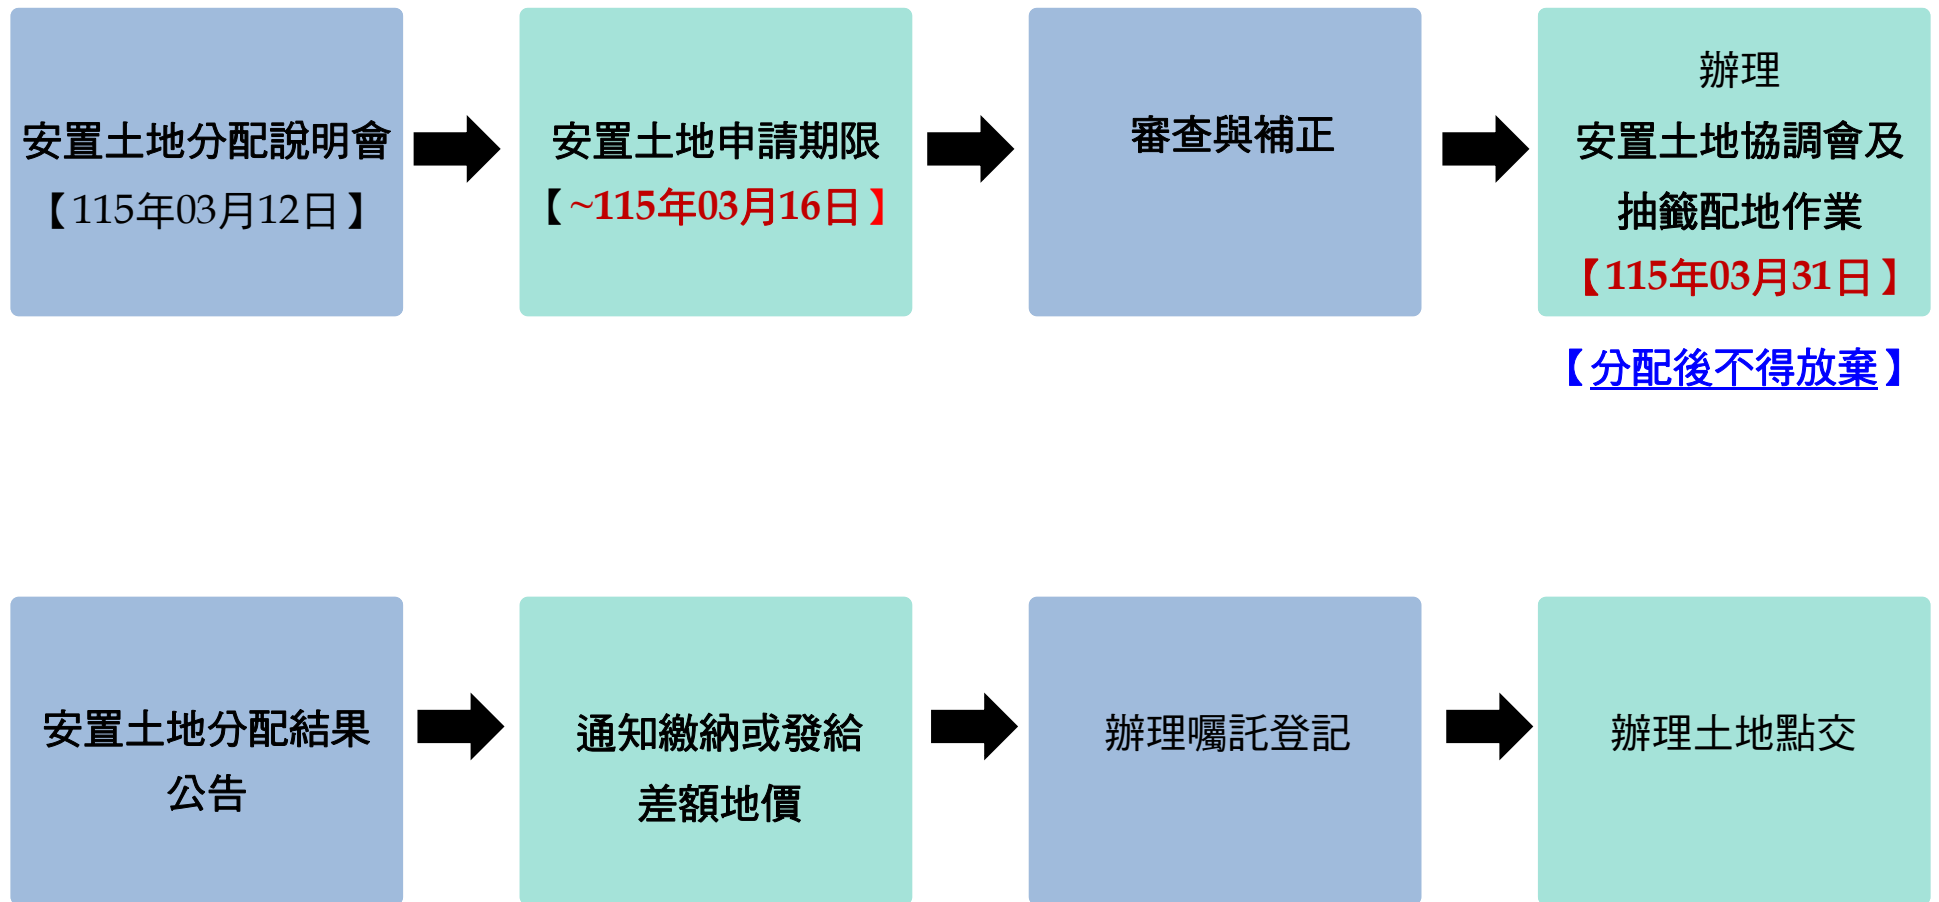 安置土地分配說明會
【115年03月12日】
安置土地申請期限
【~115年03月16日】
審查與補正
辦理
安置土地協調會及
抽籤配地作業
【115年03月31日】
【分配後不得放棄】
安置土地分配結果
公告
通知繳納或發給
差額地價
辦理囑託登記
辦理土地點交